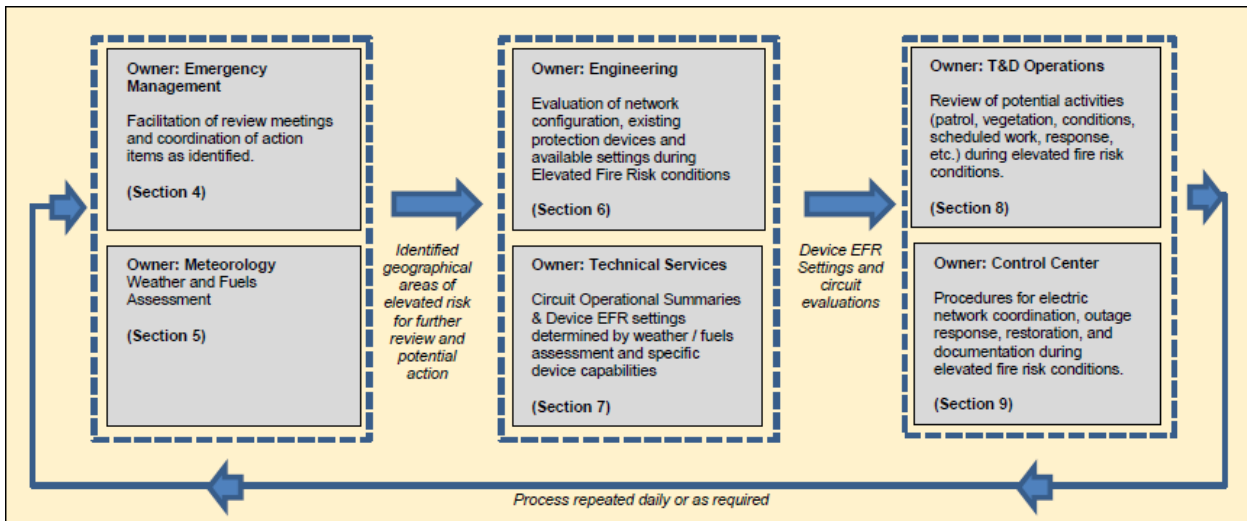 Owner: Emergency
Management
Facilitation of review meetings
and coordination of action
items as identified.
(Section 4)
Owner: Meteorology
Weather and Fuels
Assessment
(Section 5)
Identified
geographical
areas of
elevated risk
for further
review and
potential
action
Owner: Engineering
Evaluation of network
configuration, existing
protection devices and
available settings during
Elevated Fire Risk conditions
(Section 6)
Owner: Technical Services
Circuit Operational Summaries
& Device EFR settings
determined by weather / fuels
assessment and specific
device capabilities
(Section 7)
Device EFR
Settings and
circuit
evaluations
Owner: T&D Operations
Review of potential activities
(patrol, vegetation, conditions,
scheduled work, response,
etc.) during elevated fire risk
conditions.
(Section 8)
Owner: Control Center
Procedures for electric
network coordination, outage
response, restoration, and
documentation during
elevated fire risk conditions.
(Section 9)
Process repeated daily or as required